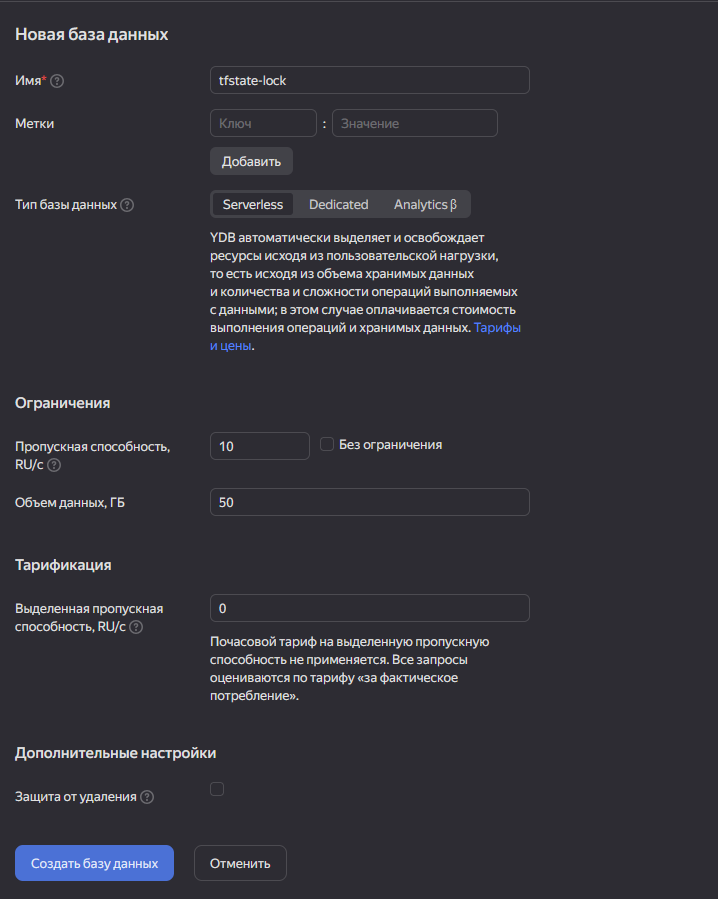 Новая база данных
Имя*
tfstate-lock
Метки
Ключ : Значение
Добавить
Тип базы данных
Serverless Dedicated Analytics β
YDB автоматически выделяет и освобождает
ресурсы исходя из пользовательской нагрузки,
то есть исходя из объема хранимых данных
и количества и сложности операций выполняемых
с данными; в этом случае оплачивается стоимость
выполнения операций и хранимых данных. Тарифы
и цены.
Ограничения
Пропускная способность,
RU/с
10
Без ограничения
Объем данных, ГБ
50
Тарификация
Выделенная пропускная
способность, RU/с
0
Почасовой тариф на выделенную пропускную
способность не применяется. Все запросы
оцениваются по тарифу «за фактическое
потребление».
Дополнительные настройки
Защита от удаления
Создать базу данных
Отменить